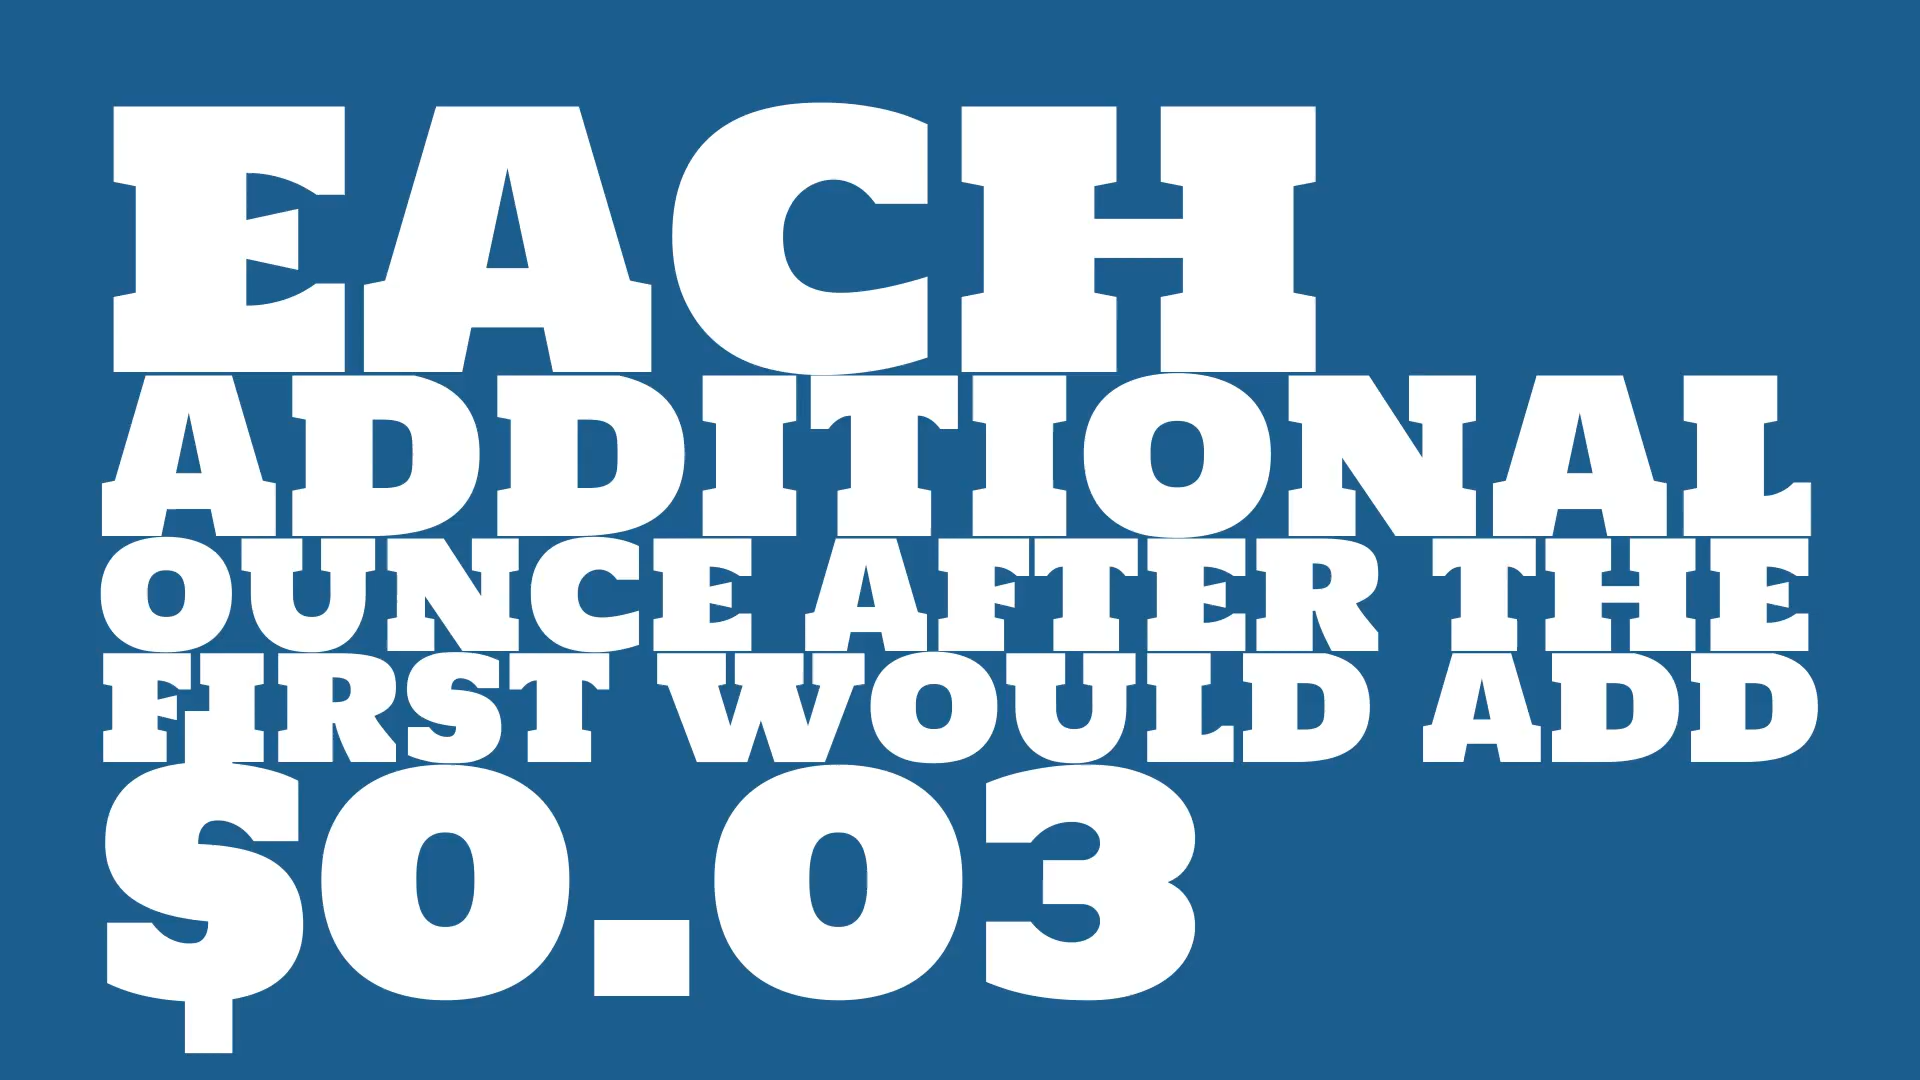 EACH
ADDITIONAL
OUNCE AFTER THE
FIRST WOULD ADD
$0.03